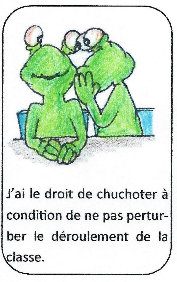 J'ai le droit de chuchoter à
condition de ne pas pertur-
ber le déroulement de la
classe.